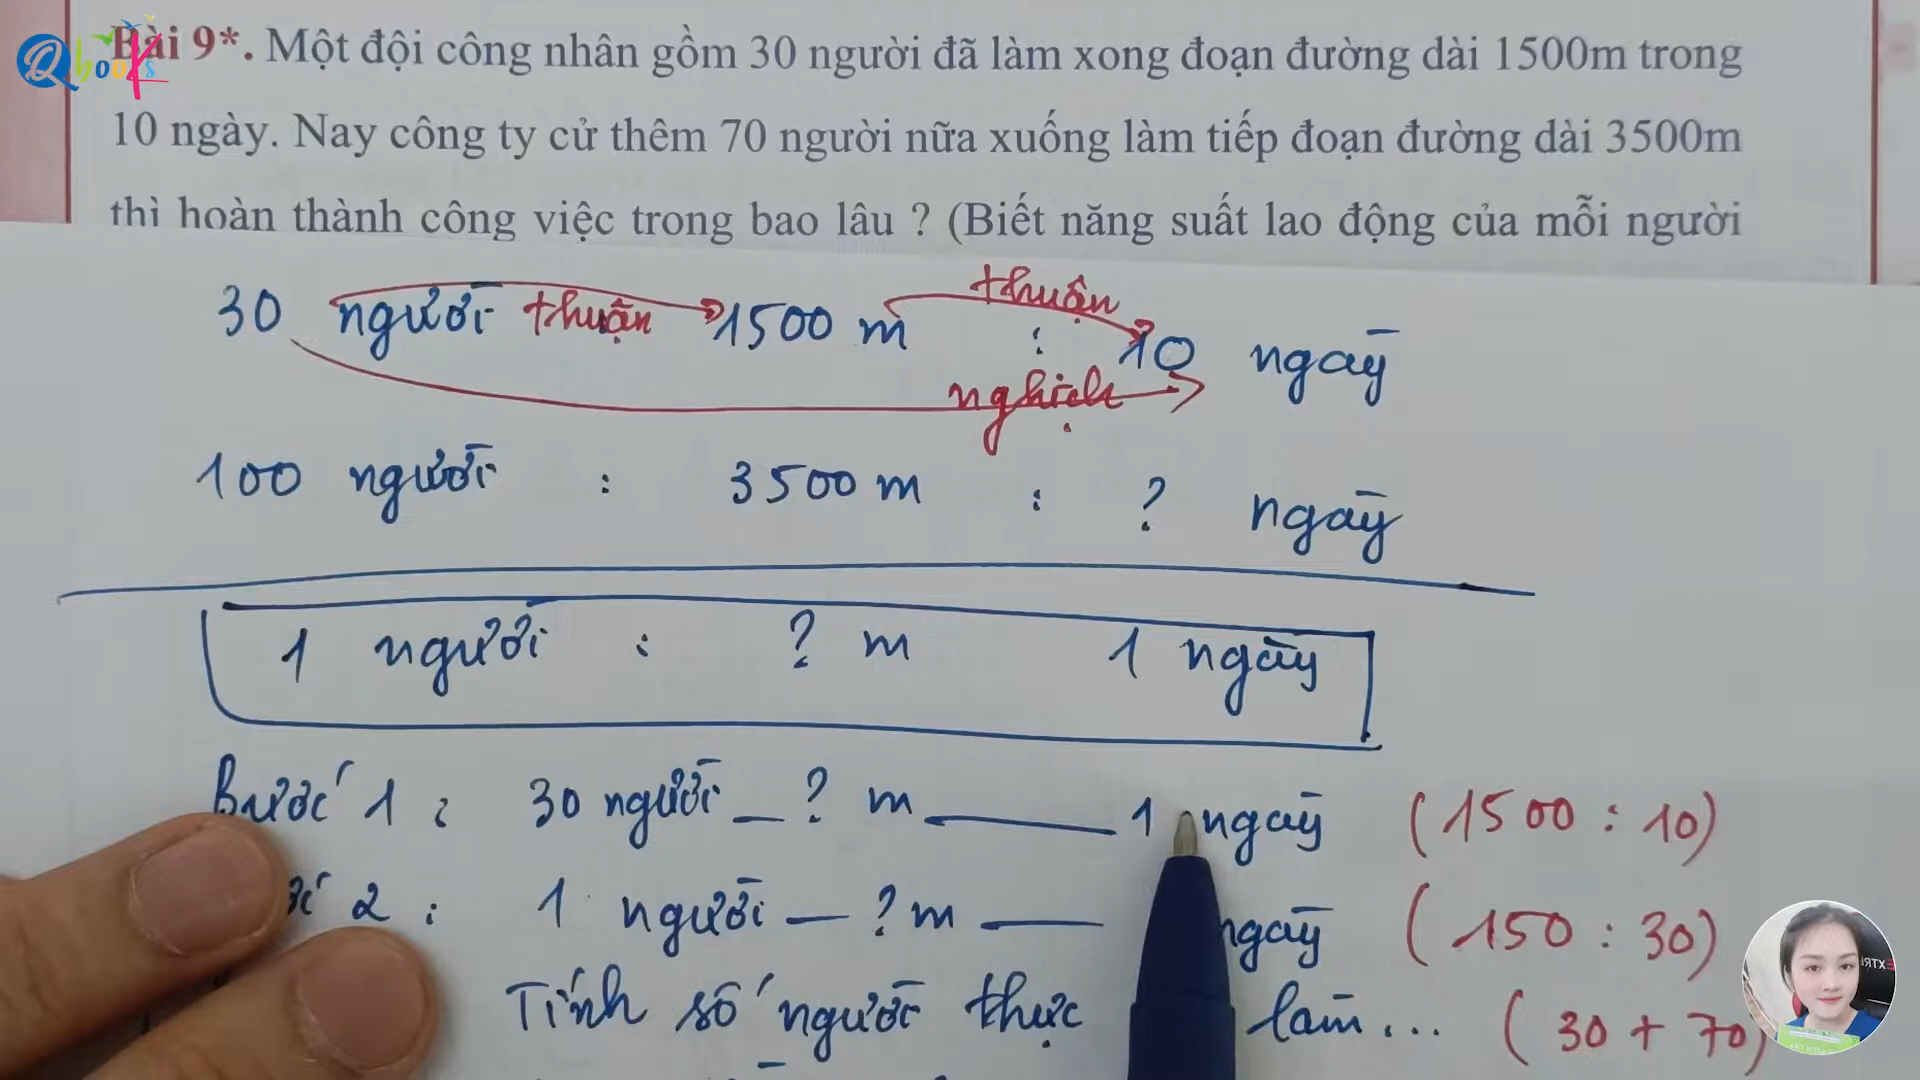 Qbooks
Bài 9*. Một đội công nhân gồm 30 người đã làm xong đoạn đường dài 1500m trong
10 ngày. Nay công ty cử thêm 70 người nữa xuống làm tiếp đoạn đường dài 3500m
thì hoàn thành công việc trong bao lâu ? (Biết năng suất lao động của mỗi người
30 người thuận 1500 m thuận : 10 ngày
nghịch
100 người : 3500 m : ? ngày
1 người : ? m 1 ngày
Bước 1 : 30 người — ? m — 1 ngày (1500 : 10)
2 : 1 người — ? m — ngày (150 : 30)
Tính số người thực làm... (30 + 70)